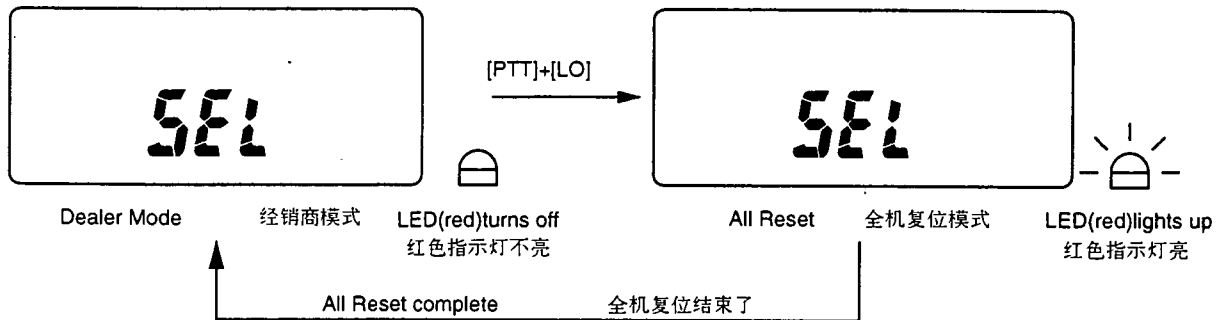 [PTT]+[LO]
SEL
SEL
Dealer Mode 经销商模式 LED(red)turns off
红色指示灯不亮
All Reset 全机复位模式 LED(red)lights up
红色指示灯亮
All Reset complete 全机复位结束了